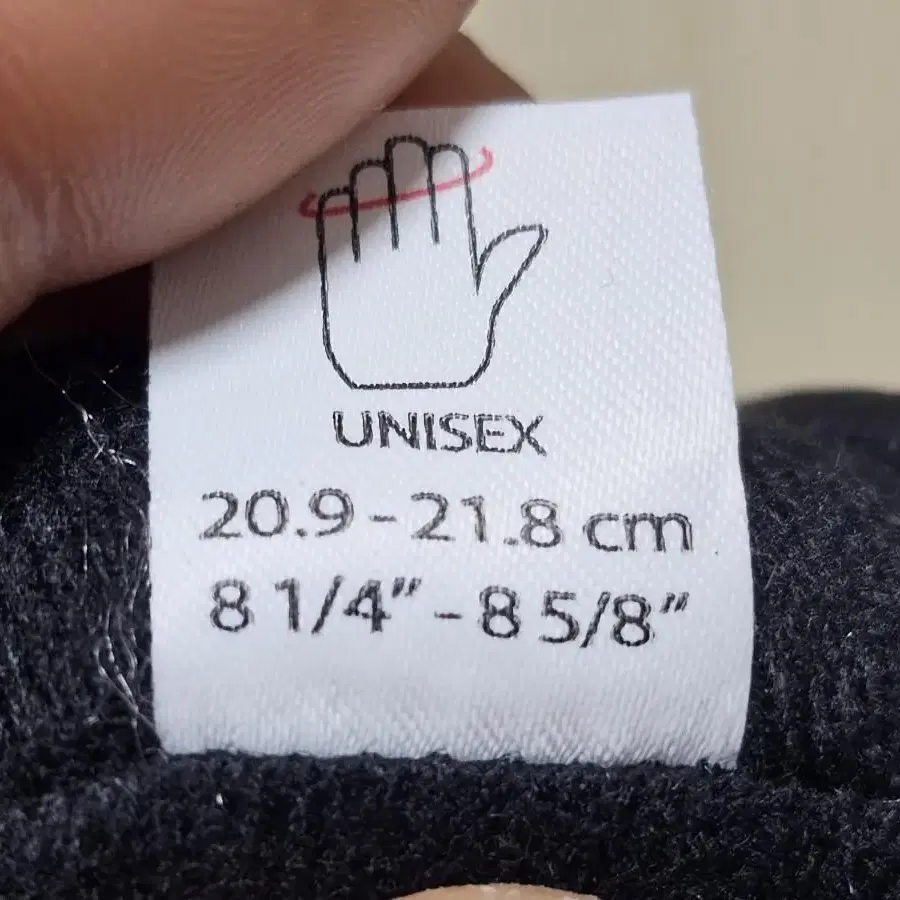 UNISEX
20.9 - 21.8 cm
8 1/4" - 8 5/8"